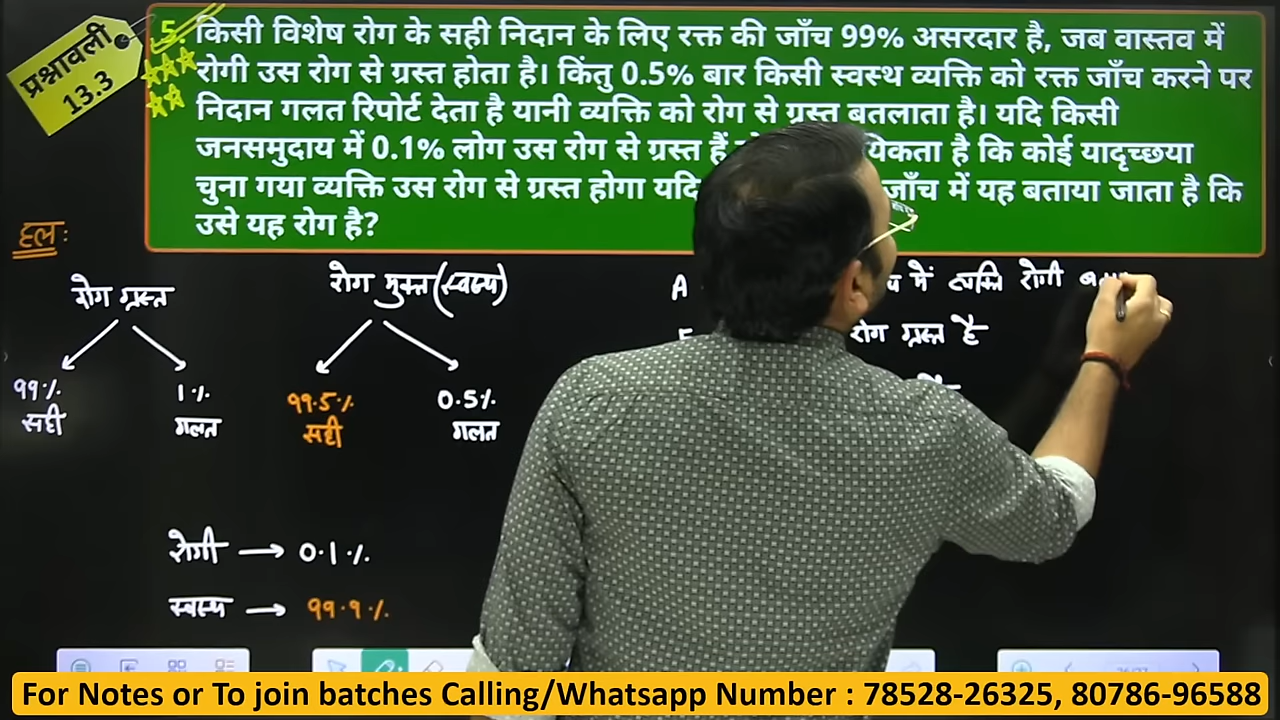 प्रश्नावली
13.3
5. किसी विशेष रोग के सही निदान के लिए रक्त की जाँच 99% असरदार है, जब वास्तव में
रोगी उस रोग से ग्रस्त होता है। किंतु 0.5% बार किसी स्वस्थ व्यक्ति को रक्त जाँच करने पर
निदान गलत रिपोर्ट देता है यानी व्यक्ति को रोग से ग्रस्त बतलाता है। यदि किसी
जनसमुदाय में 0.1% लोग उस रोग से ग्रस्त हैं है कि कोई यादृच्छया
चुना गया व्यक्ति उस रोग से ग्रस्त होगा यदि जाँच में यह बताया जाता है कि
उसे यह रोग है?
हल:
रोग ग्रस्त
रोग मुक्त (स्वस्थ)
A में व्यक्ति रोगी
रोग ग्रस्त है
99%
सही
1%
गलत
99.5%
सही
0.5%
गलत
रोगी → 0.1%
स्वस्थ → 99.9%
For Notes or To join batches Calling/Whatsapp Number : 78528-26325, 80786-96588